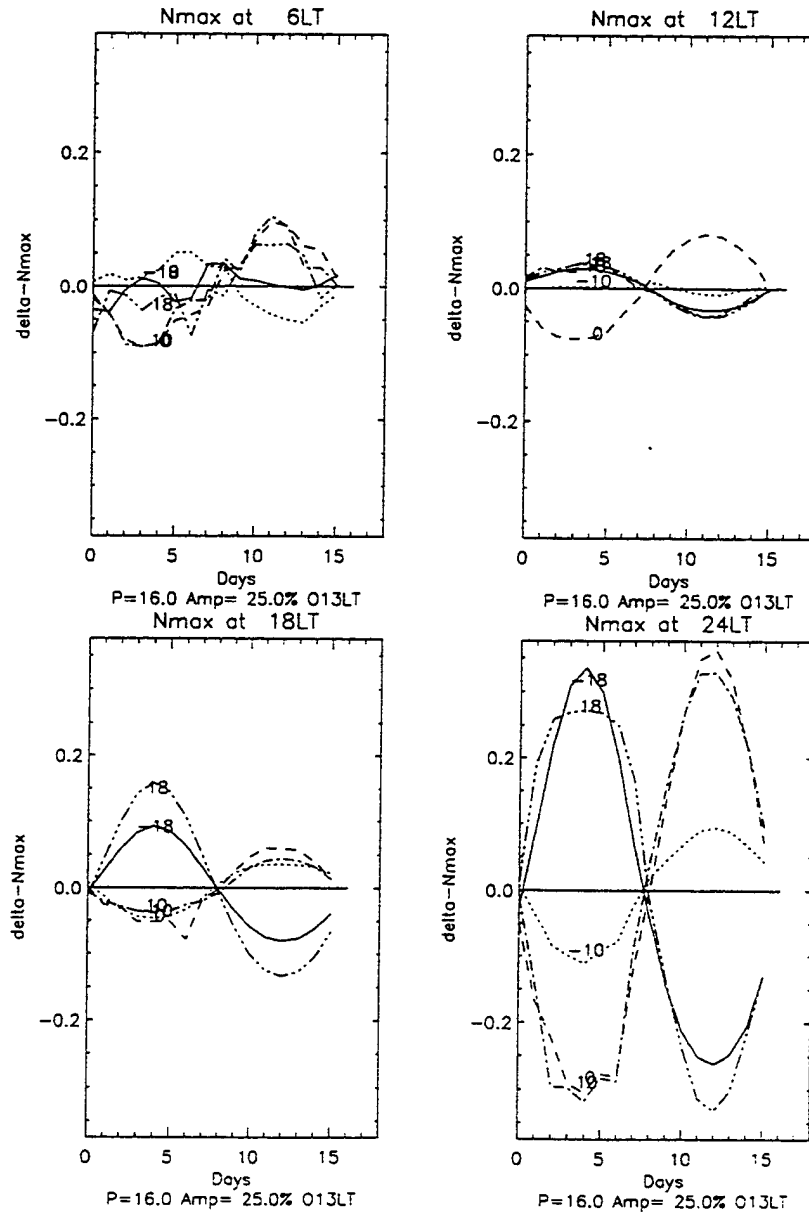 Nmax at 6LT
Nmax at 12LT
delta-Nmax
0.2
0.0
-0.2
-18
-18
10
delta-Nmax
0.2
0.0
-0.2
18
-10
0
0 5 10 15
Days
P=16.0 Amp= 25.0% O13LT
0 5 10 15
Days
P=16.0 Amp= 25.0% O13LT
Nmax at 18LT
Nmax at 24LT
delta-Nmax
0.2
0.0
-0.2
18
-18
10
delta-Nmax
0.2
0.0
-0.2
-18
18
-10
10
0 5 10 15
Days
P=16.0 Amp= 25.0% O13LT
0 5 10 15
Days
P=16.0 Amp= 25.0% O13LT